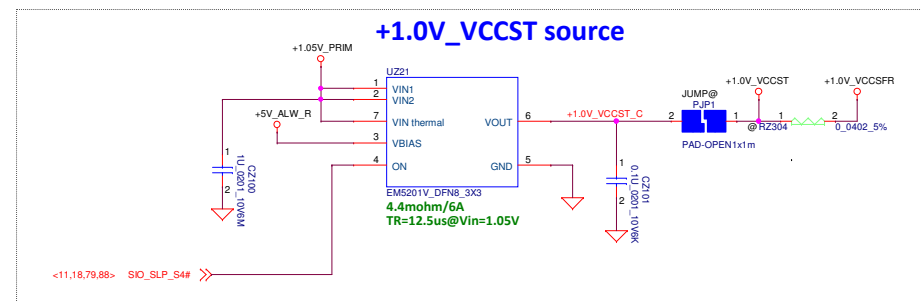 +1.0V_VCCST source
+1.05V_PRIM
UZ21
1 VIN1
2 VIN2
7 VIN thermal
3 VBIAS
4 ON
VOUT 6
GND 5
EM5201V_DFN8_3X3
4.4mohm/6A
TR=12.5us@Vin=1.05V
+5V_ALW_R
1
2
CZ100
1U_0201_10V6M
+1.0V_VCCST_C
1
2
CZ101
0.1U_0201_10V6K
JUMP@
PJP1
2 1
PAD-OPEN1x1m
+1.0V_VCCST
+1.0V_VCCSFR
1 2
@ RZ304 0_0402_5%
<11,18,79,88> SIO_SLP_S4#